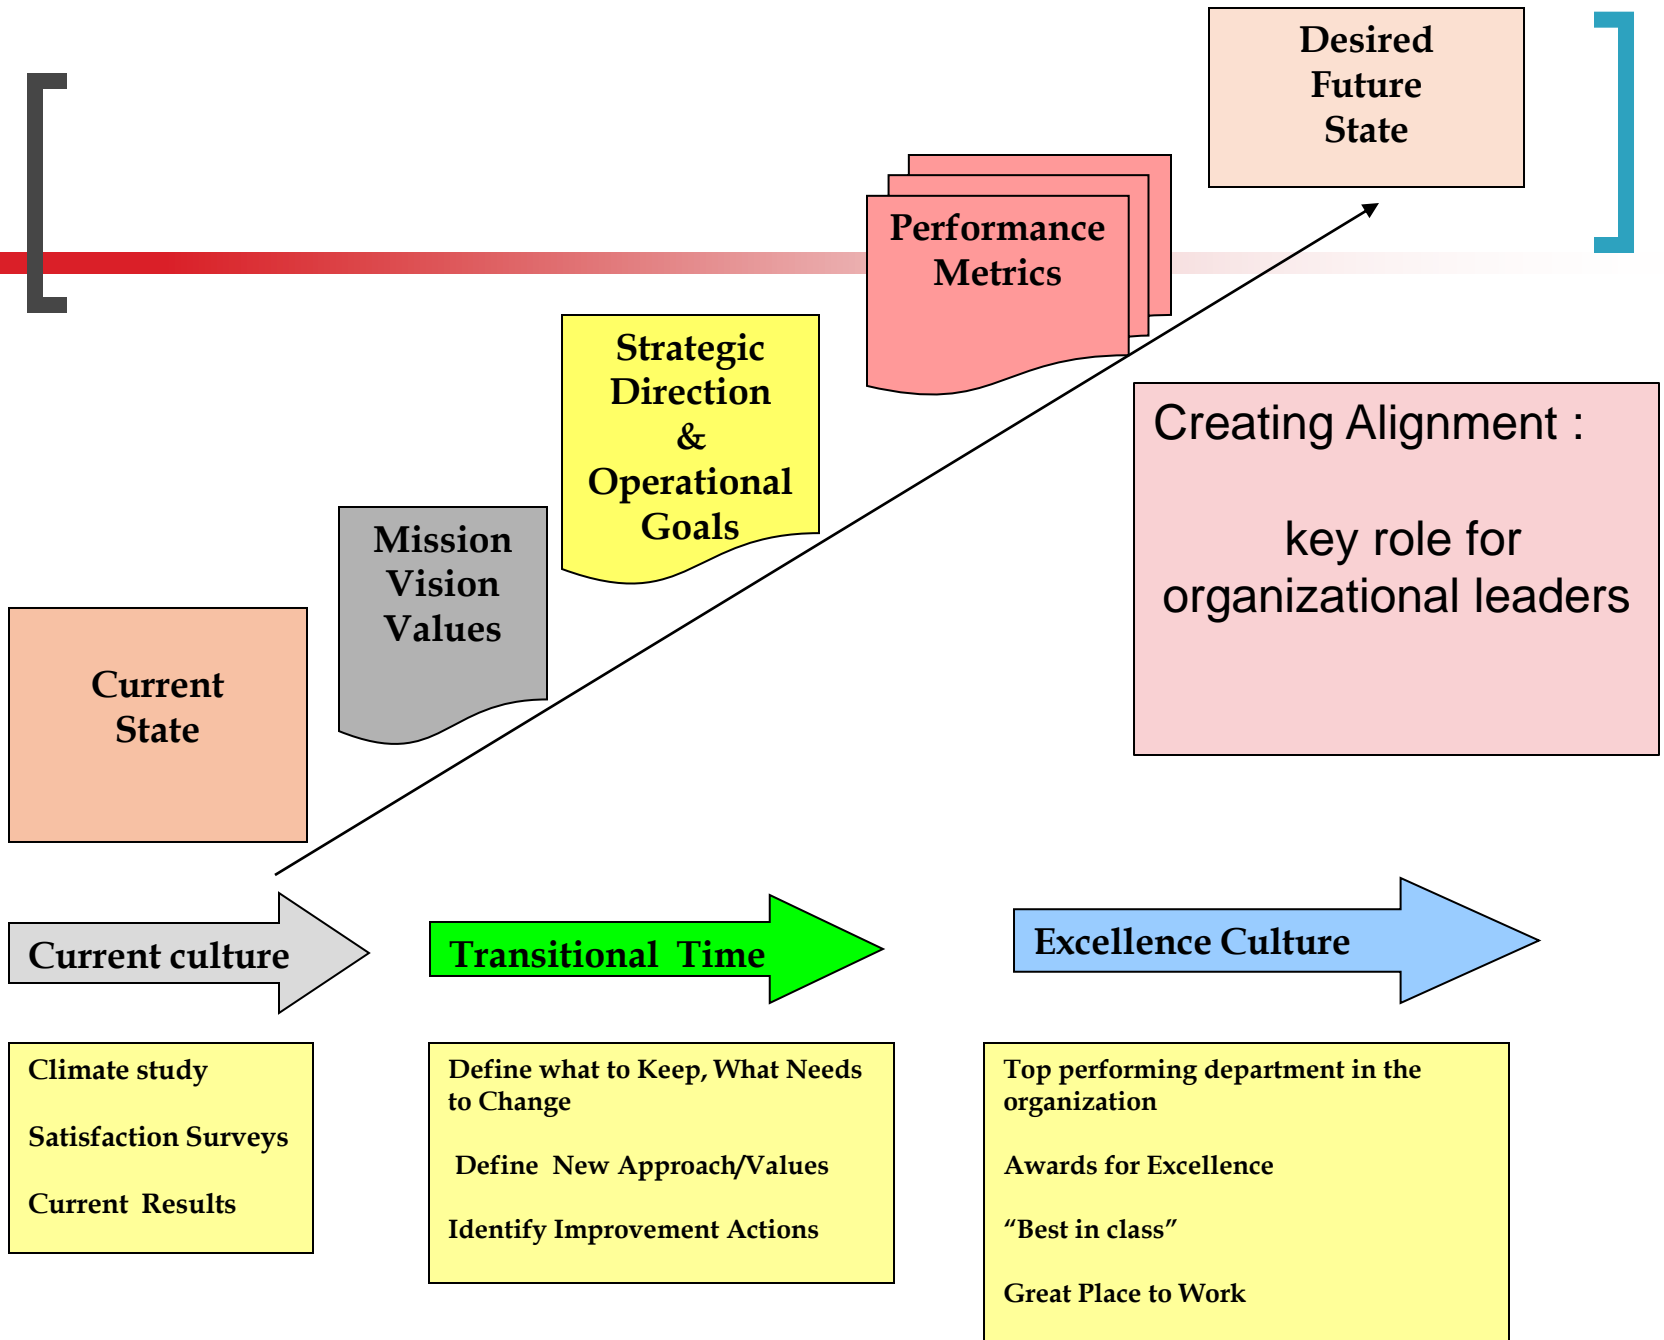 Desired
Future
State
Performance
Metrics
Strategic
Direction
&
Operational
Goals
Creating Alignment :
key role for
organizational leaders
Mission
Vision
Values
Current
State
Current culture
Transitional  Time
Excellence Culture
Climate study
Satisfaction Surveys
Current  Results
Define what to Keep, What Needs
to Change
Define  New Approach/Values
Identify Improvement Actions
Top performing department in the
organization
Awards for Excellence
“Best in class”
Great Place to Work